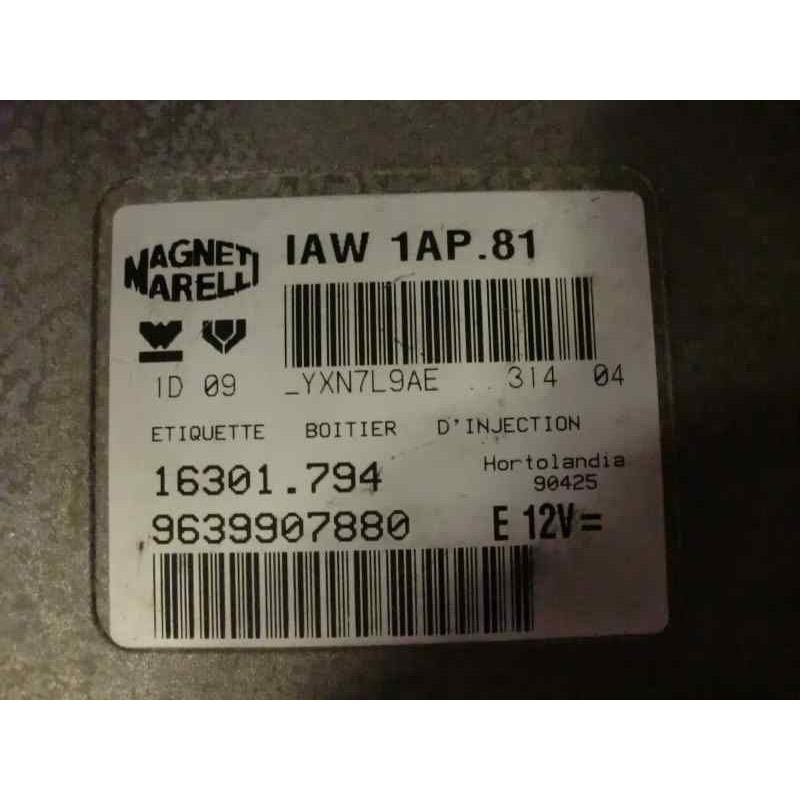 MAGNETI
MARELLI
IAW 1AP.81
1D 09 _YXN7L9AE .. 314 04
ETIQUETTE BOITIER D'INJECTION
16301.794
Hortolandia
90425
9639907880
E 12V=